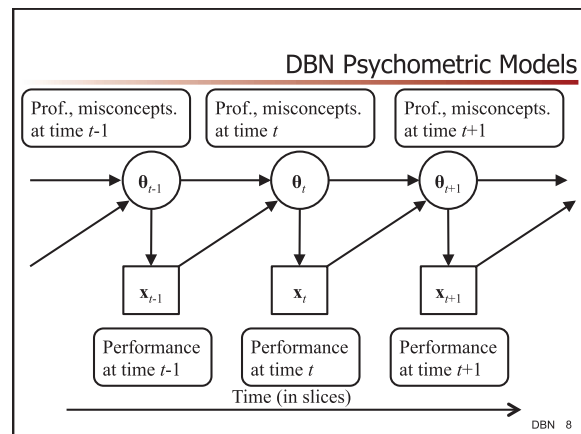 DBN Psychometric Models
Prof., misconcepts.
at time t-1
Prof., misconcepts.
at time t
Prof., misconcepts.
at time t+1
θt-1
θt
θt+1
xt-1
xt
xt+1
Performance
at time t-1
Performance
at time t
Performance
at time t+1
Time (in slices)
DBN 8